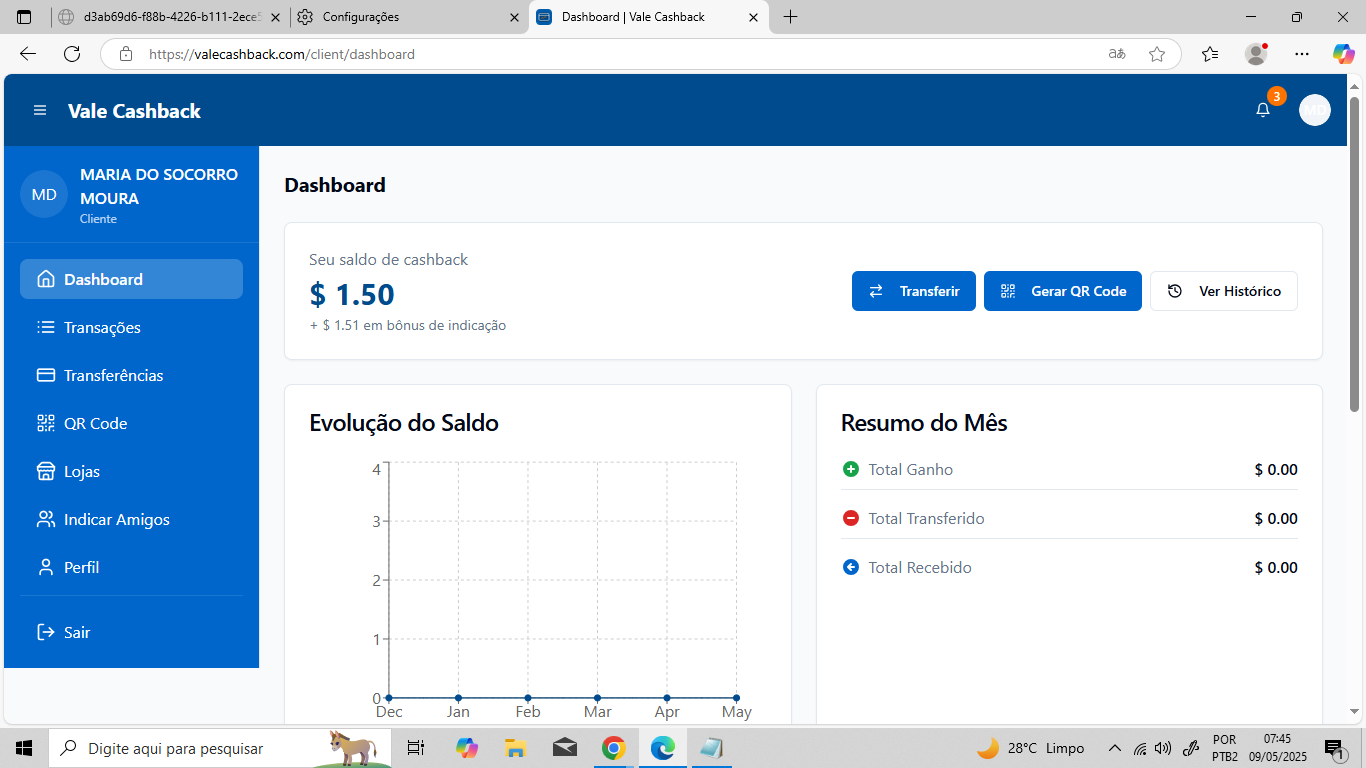 d3ab69d6-f88b-4226-b111-2ece5
Configurações
Dashboard | Vale Cashback
https://valecashback.com/client/dashboard
Vale Cashback
3
MD
MD
MARIA DO SOCORRO
MOURA
Cliente
Dashboard
Transações
Transferências
QR Code
Lojas
Indicar Amigos
Perfil
Sair
Dashboard
Seu saldo de cashback
$ 1.50
+ $ 1.51 em bônus de indicação
Transferir
Gerar QR Code
Ver Histórico
Evolução do Saldo
4
3
2
1
0
Dec Jan Feb Mar Apr May
Resumo do Mês
Total Ganho $ 0.00
Total Transferido $ 0.00
Total Recebido $ 0.00
Digite aqui para pesquisar
28°C Limpo
POR
PTB2
07:45
09/05/2025
1